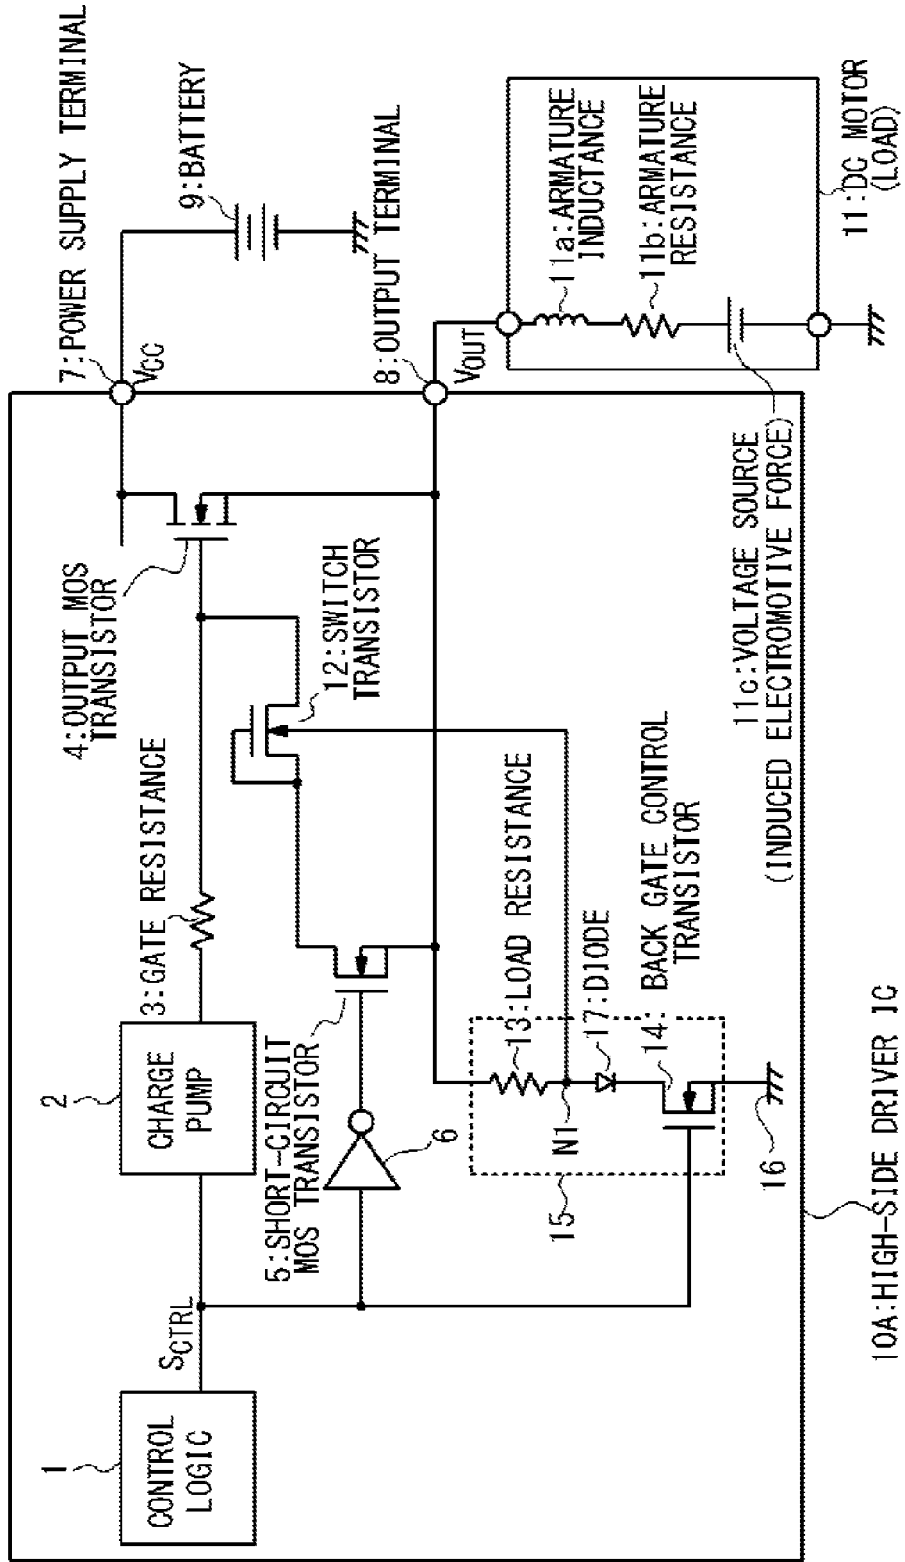 7:POWER SUPPLY TERMINAL
VCC
9:BATTERY
8:OUTPUT TERMINAL
VOUT
4:OUTPUT MOS
TRANSISTOR
3:GATE RESISTANCE
2
CHARGE
PUMP
1
CONTROL
LOGIC
SCTRL
12:SWITCH
TRANSISTOR
5:SHORT-CIRCUIT
MOS TRANSISTOR
6
13:LOAD RESISTANCE
17:DIODE
14: BACK GATE CONTROL
TRANSISTOR
N1
15
16
11a:ARMATURE
INDUCTANCE
11b:ARMATURE
RESISTANCE
11:DC MOTOR
(LOAD)
11c:VOLTAGE SOURCE
(INDUCED ELECTROMOTIVE FORCE)
10A:HIGH-SIDE DRIVER IC